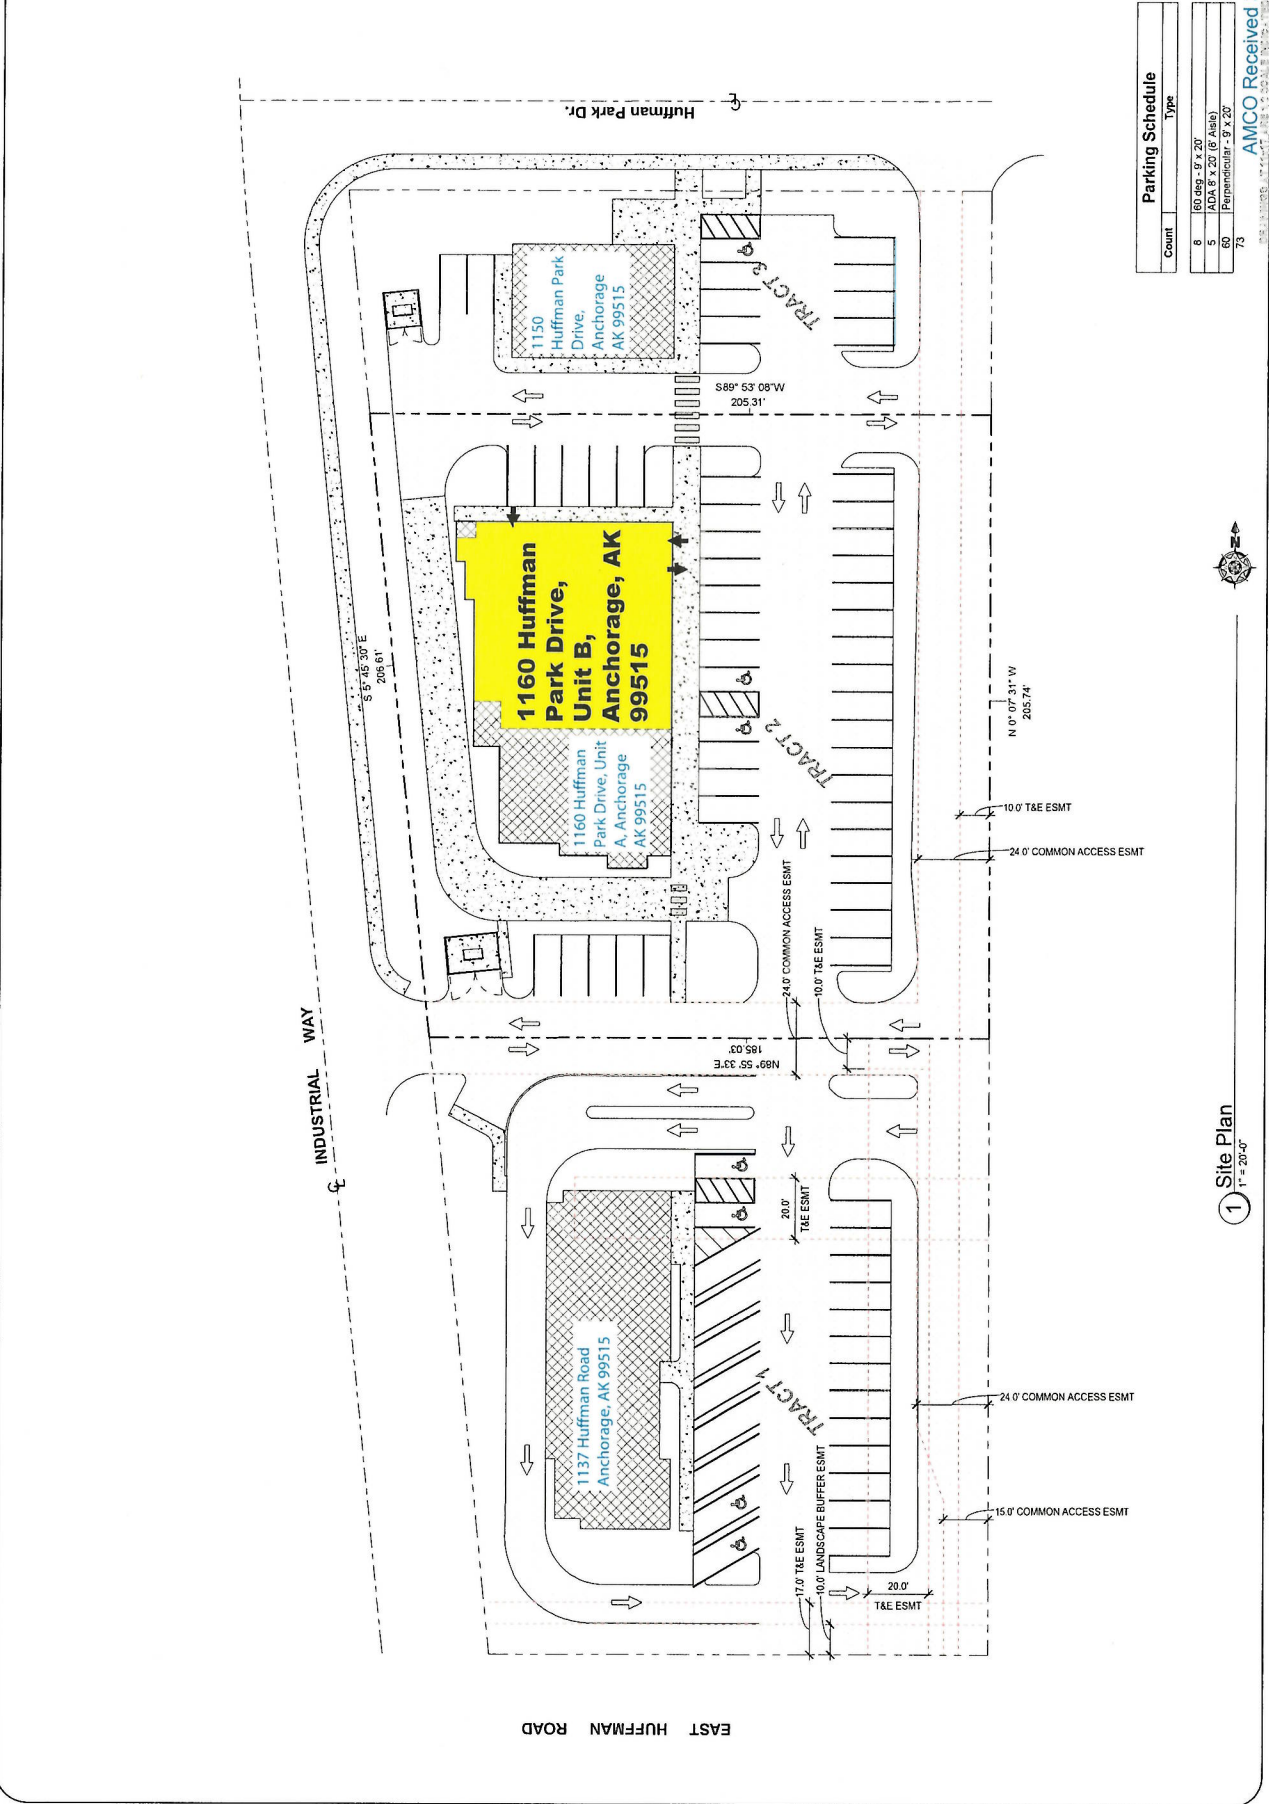 Huffman Park Dr.
INDUSTRIAL WAY
EAST HUFFMAN ROAD
1150
Huffman Park
Drive,
Anchorage
AK 99515
TRACT 3
S89° 53' 08"W
205.31'
S 5° 45' 30" E
206.61'
1160 Huffman
Park Drive,
Unit B,
Anchorage, AK
99515
1160 Huffman
Park Drive, Unit
A, Anchorage
AK 99515
TRACT 2
N 0° 07' 31" W
205.74'
10.0' T&E ESMT
24.0' COMMON ACCESS ESMT
24.0' COMMON ACCESS ESMT
10.0' T&E ESMT
N89° 55' 33"E
185.03'
20.0'
T&E ESMT
1137 Huffman Road
Anchorage, AK 99515
TRACT 1
24.0' COMMON ACCESS ESMT
15.0' COMMON ACCESS ESMT
17.0' T&E ESMT
10.0' LANDSCAPE BUFFER ESMT
20.0'
T&E ESMT
N
1 Site Plan
1" = 20'-0"
Parking Schedule
Count Type
8 60 deg - 9' x 20'
5 ADA 8' x 20' (6' Aisle)
60 Perpendicular - 9' x 20'
73
AMCO Received